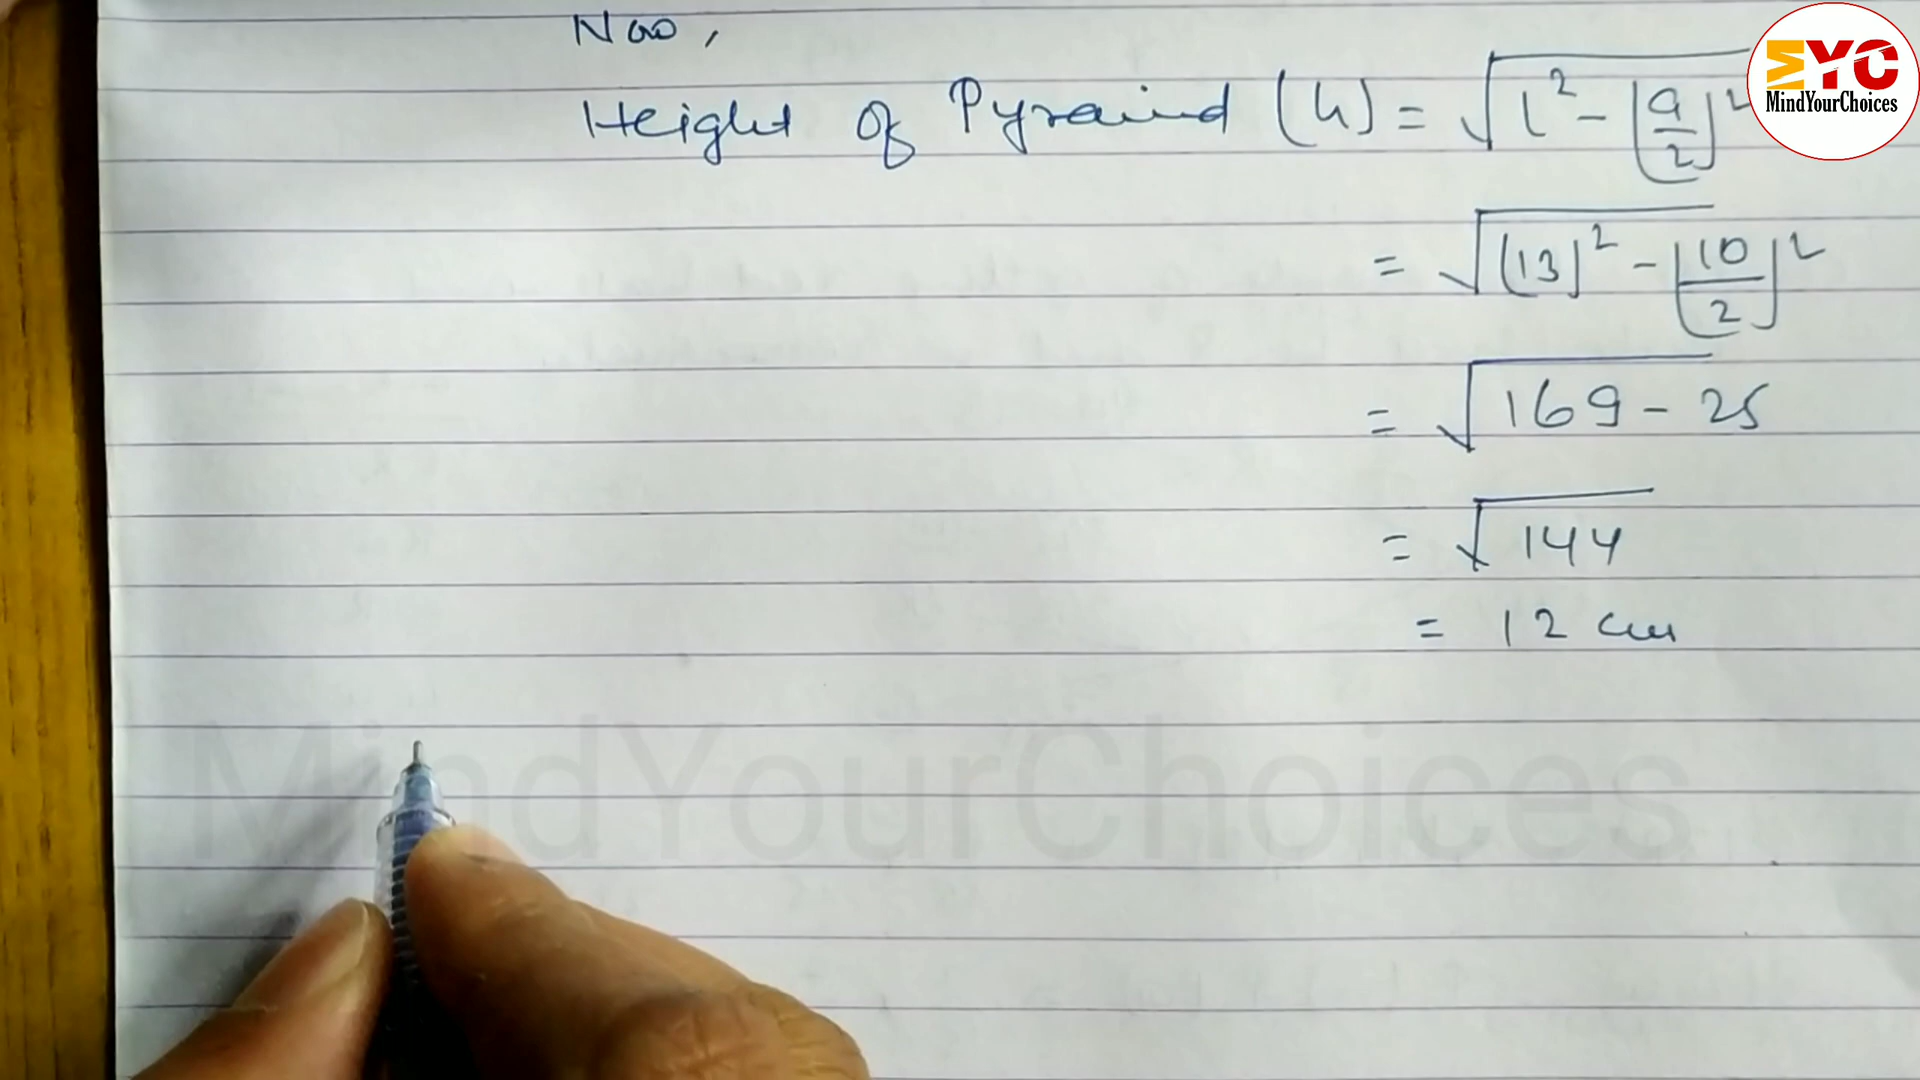 Now,
MYC
MindYourChoices
Height of Pyramid (h) = √l² - (a/2)²
= √(13)² - (10/2)²
= √169 - 25
= √144
= 12 cm
MindYourChoices